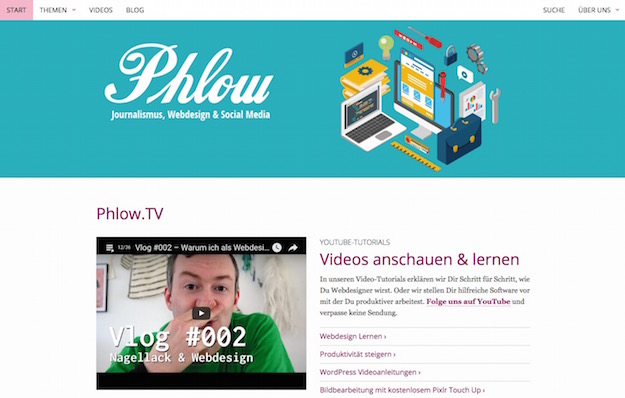 START THEMEN VIDEOS BLOG SUCHE ÜBER UNS
Phlow
Journalismus, Webdesign & Social Media
Phlow.TV
12/36 Vlog #002 – Warum ich als Webdesi...
Vlog #002
Nagellack & Webdesign
YOUTUBE-TUTORIALS
Videos anschauen & lernen
In unseren Video-Tutorials erklären wir Dir Schritt für Schritt, wie
Du Webdesigner wirst. Oder wir stellen Dir hilfreiche Software vor
mit der Du produktiver arbeitest. Folge uns auf YouTube und
verpasse keine Sendung.
Webdesign Lernen ›
Produktivität steigern ›
WordPress Videoanleitungen ›
Bildbearbeitung mit kostenlosem Pixlr Touch Up ›